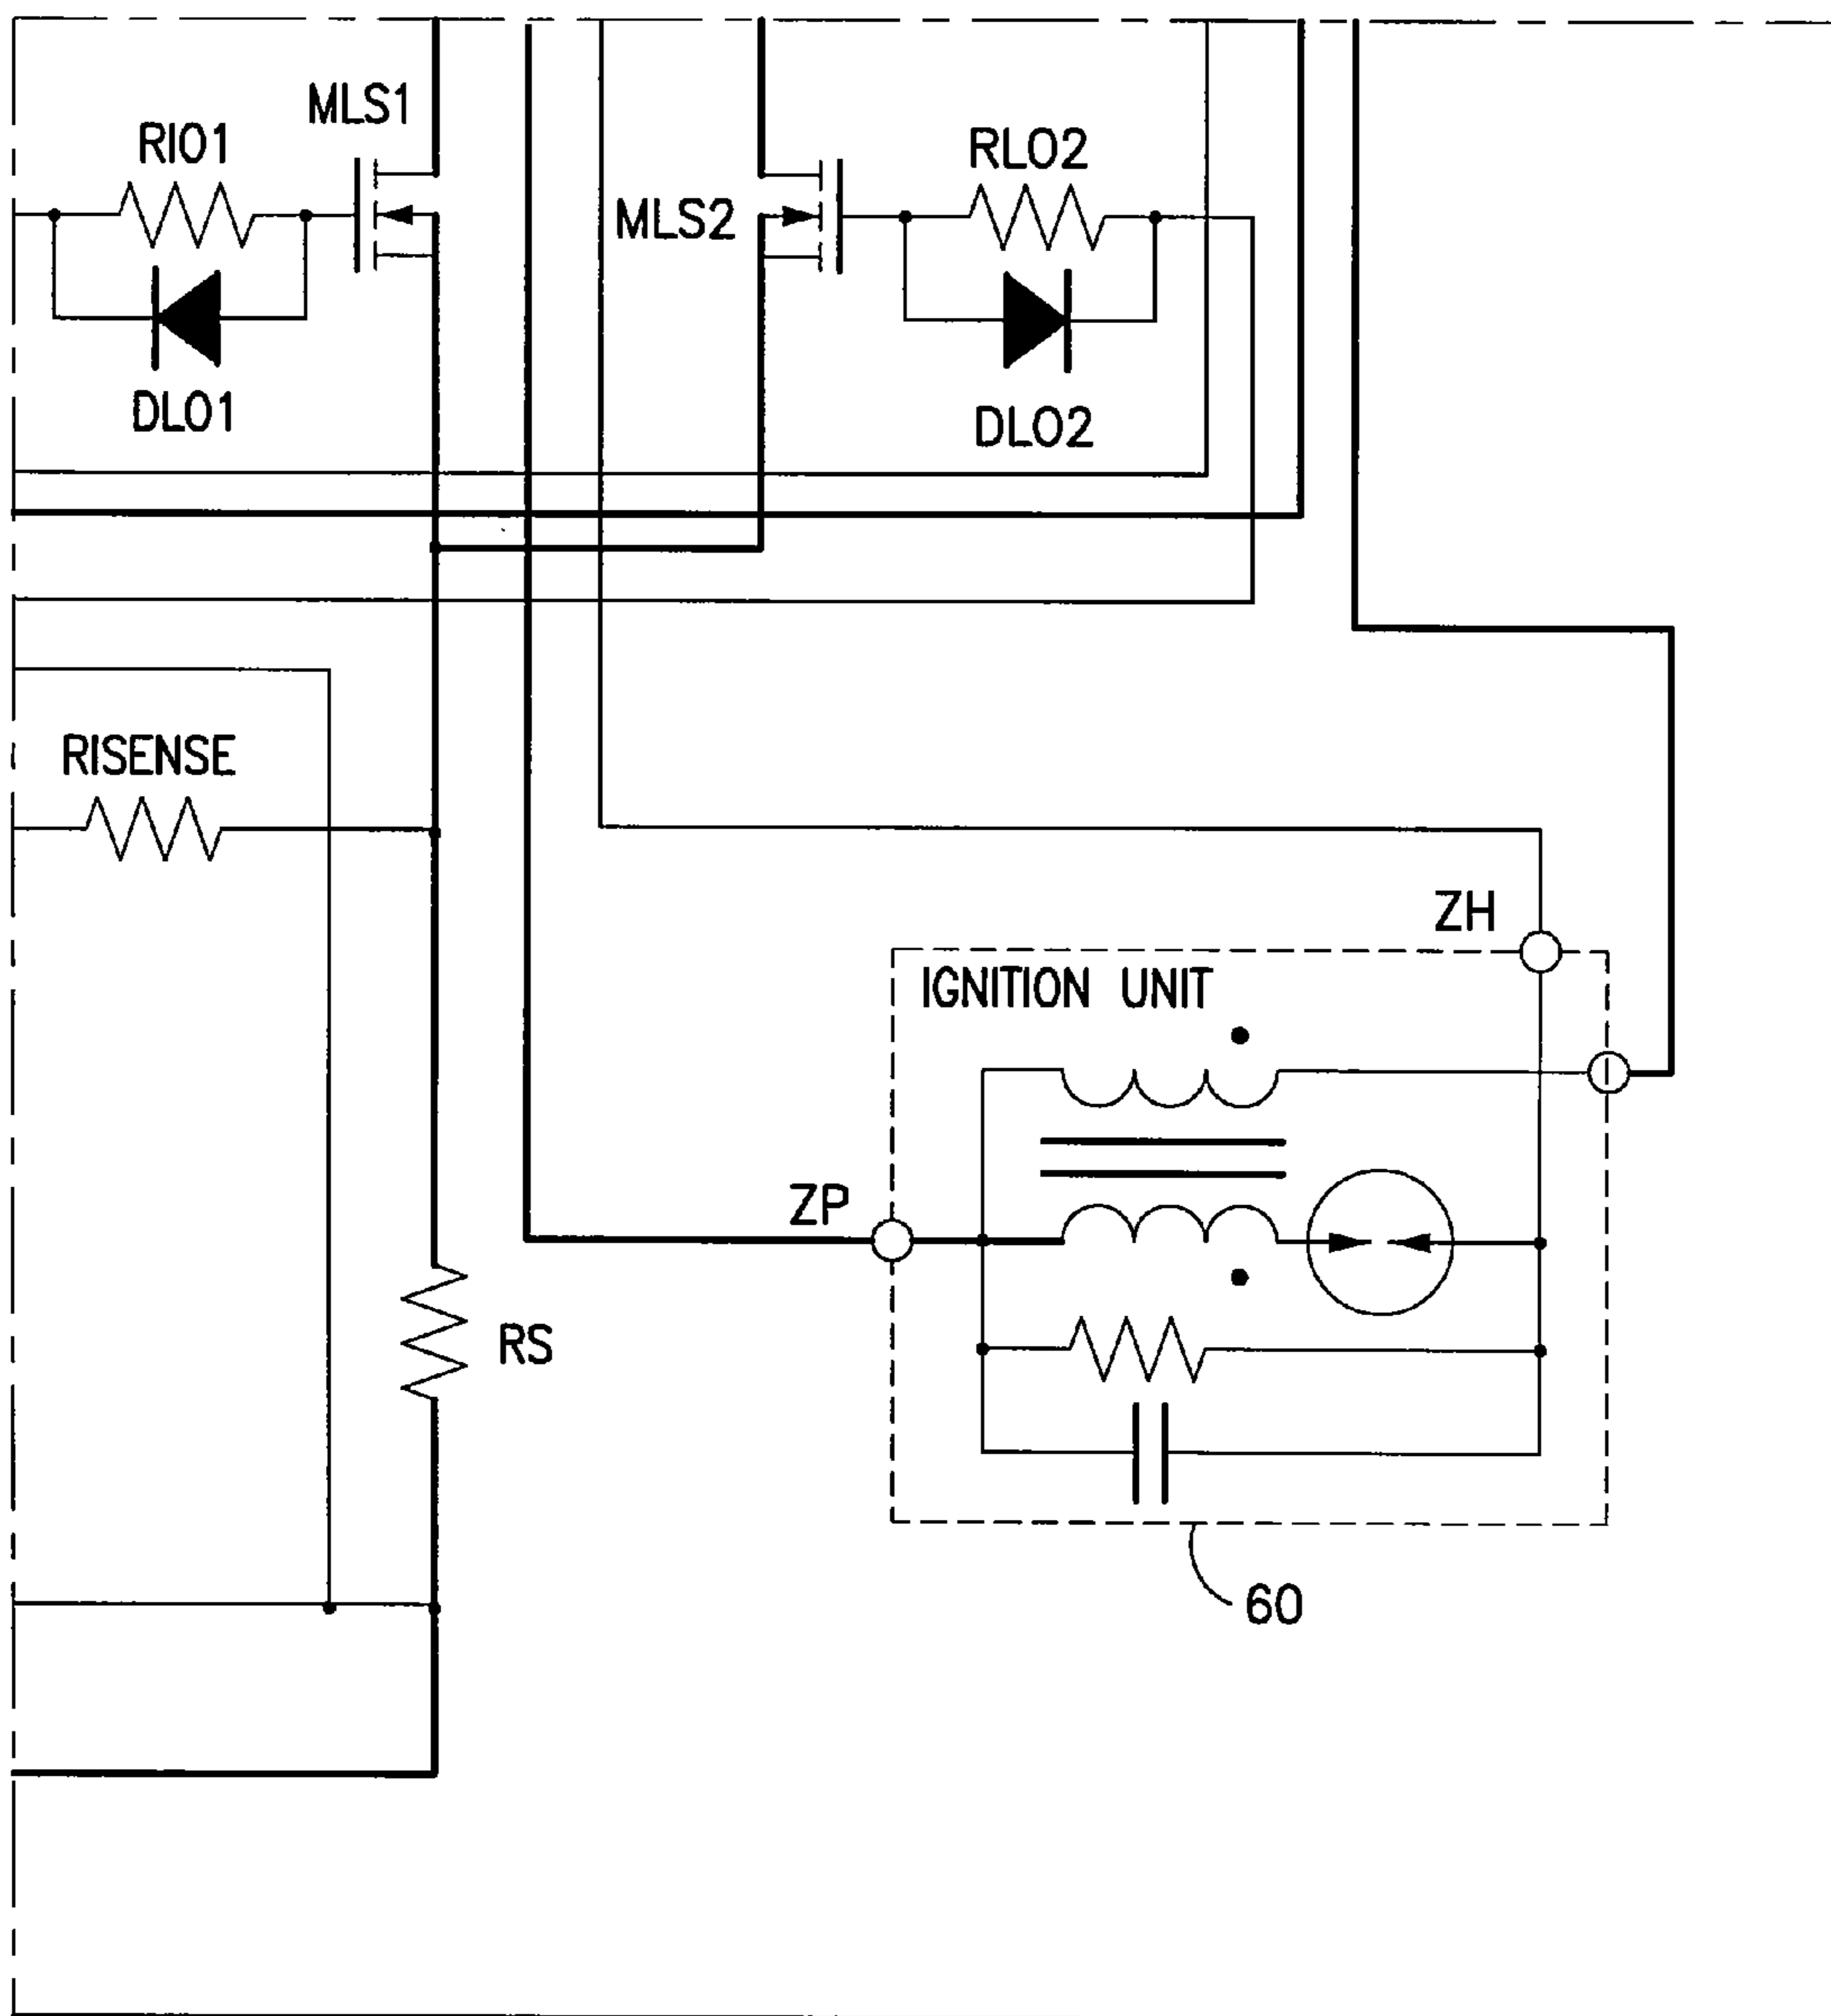 MLS1
RIO1
RLO2
MLS2
DLO1
DLO2
RISENSE
ZH
IGNITION UNIT
ZP
RS
60